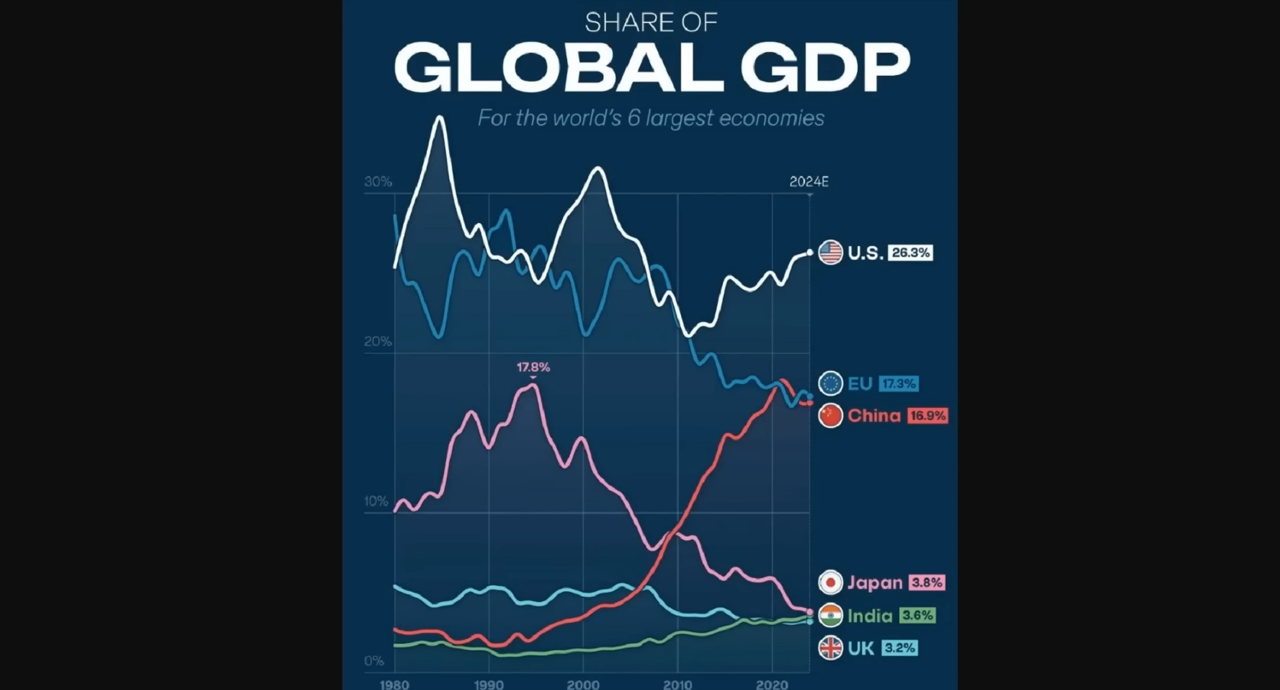 SHARE OF
GLOBAL GDP
For the world's 6 largest economies
30%
2024E
U.S. 26.3%
20%
17.8%
EU 17.3%
China 16.9%
10%
Japan 3.8%
India 3.6%
UK 3.2%
0%
1980 1990 2000 2010 2020